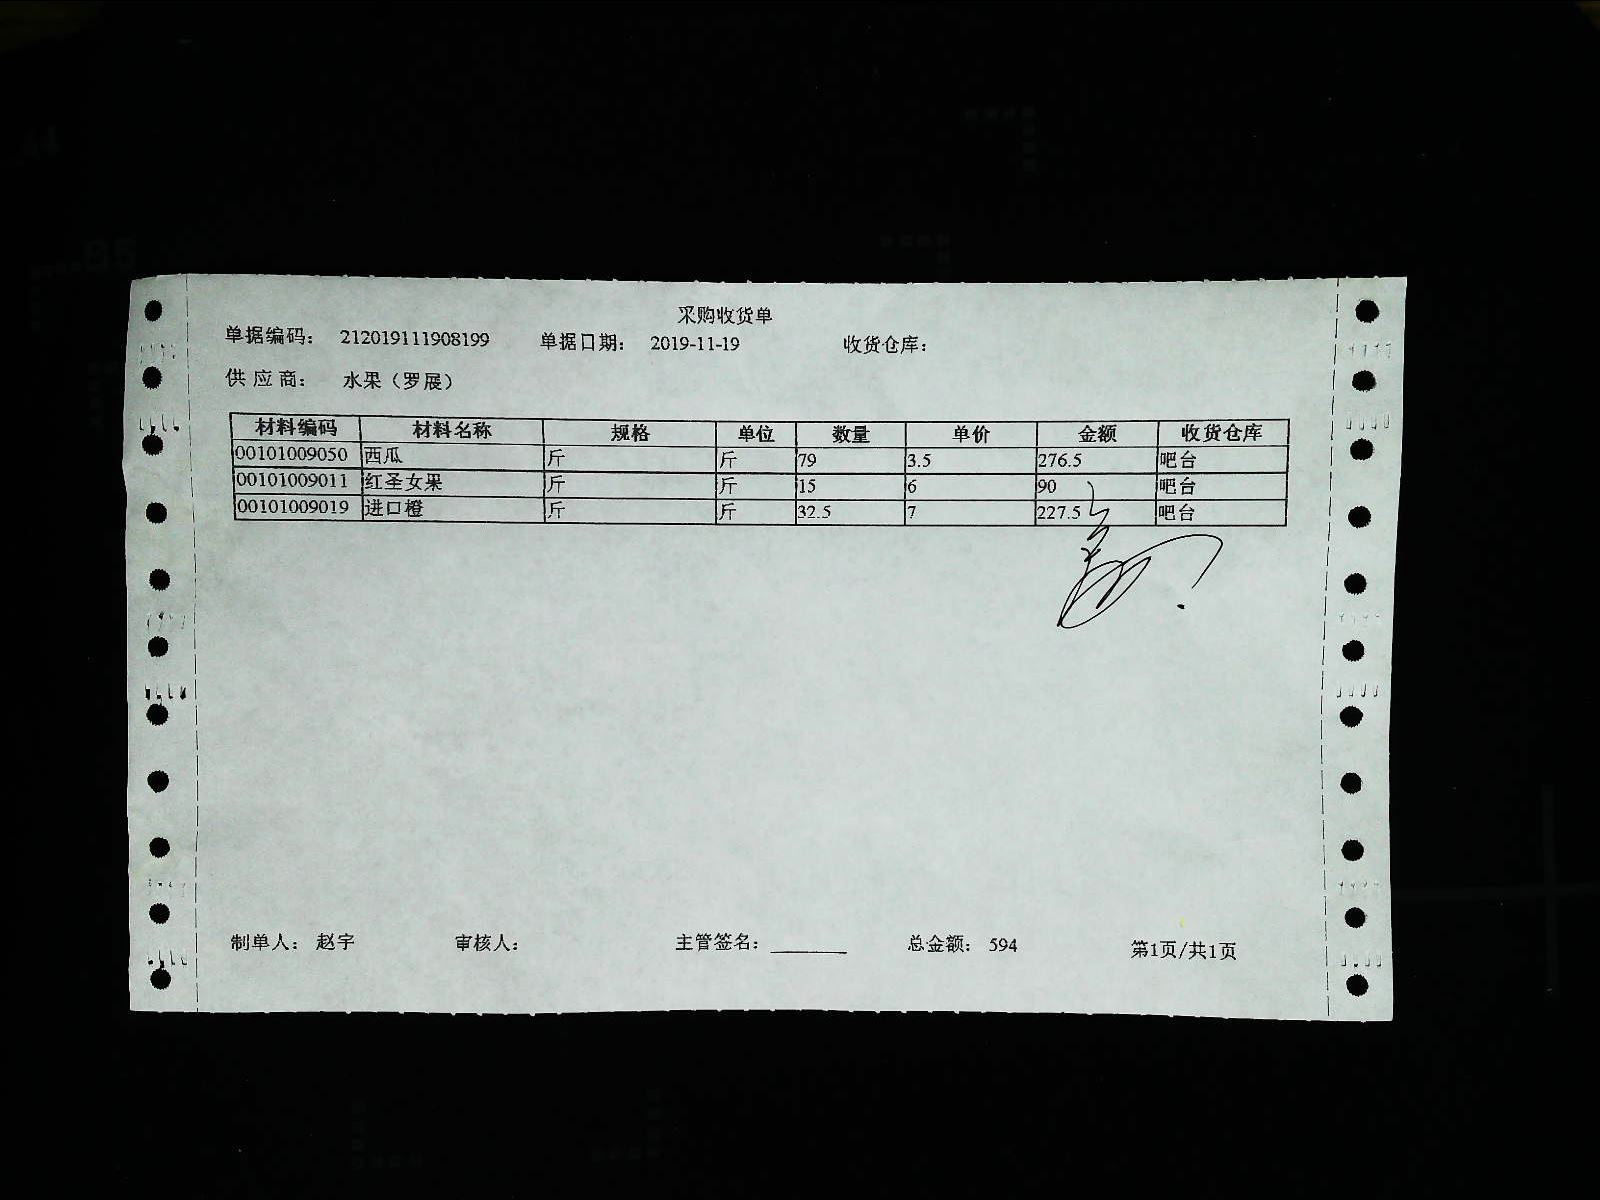 采购收货单
单据编码： 212019111908199 单据日期： 2019-11-19 收货仓库：
供应商： 水果（罗展）
材料编码 材料名称 规格 单位 数量 单价 金额 收货仓库
00101009050 西瓜 斤 斤 79 3.5 276.5 吧台
00101009011 红圣女果 斤 斤 15 6 90 吧台
00101009019 进口橙 斤 斤 32.5 7 227.5 吧台
制单人： 赵宇 审核人： 主管签名： 总金额： 594 第1页/共1页